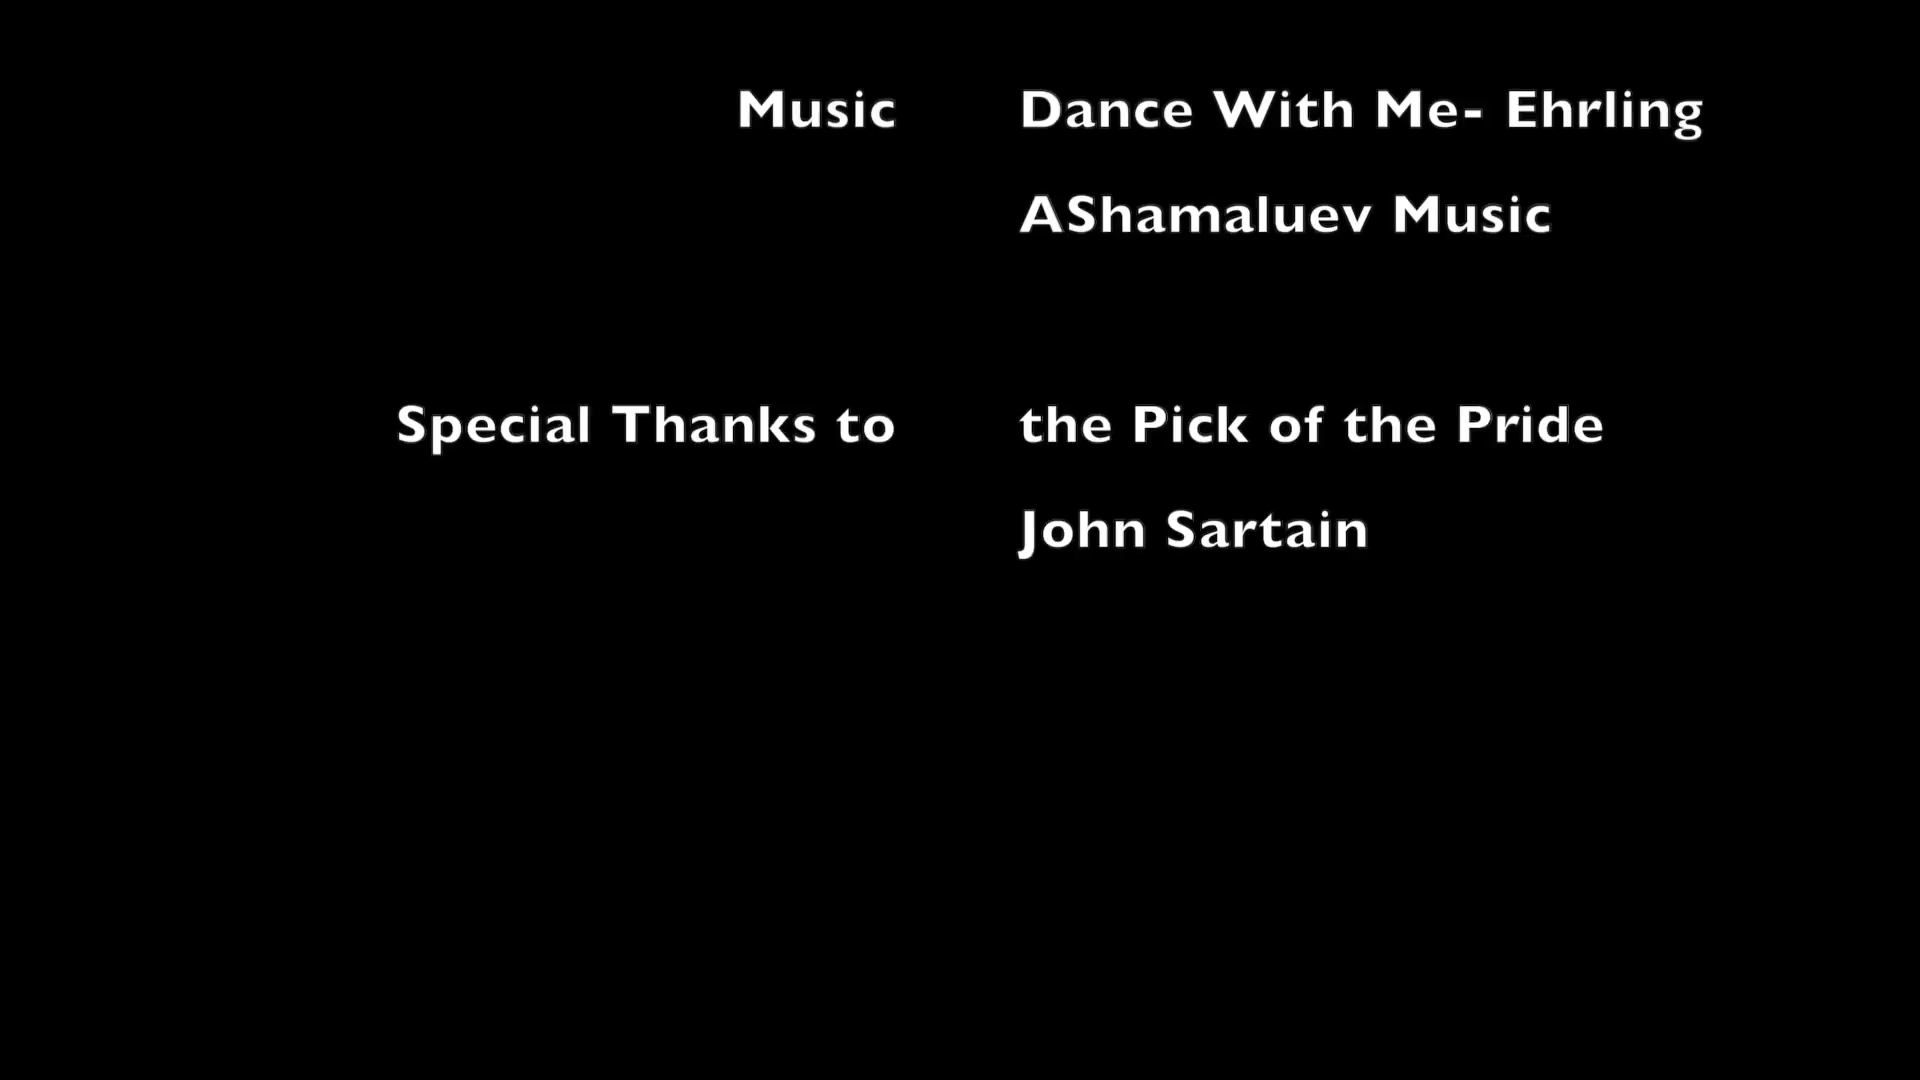 Music Dance With Me- Ehrling
AShamaluev Music
Special Thanks to the Pick of the Pride
John Sartain